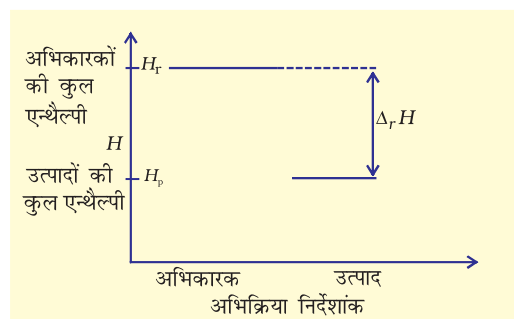 अभिकारकों
की कुल
एन्थैल्पी
Hr
ΔrH
H
उत्पादों की
कुल एन्थैल्पी
Hp
अभिकारक
उत्पाद
अभिक्रिया निर्देशांक